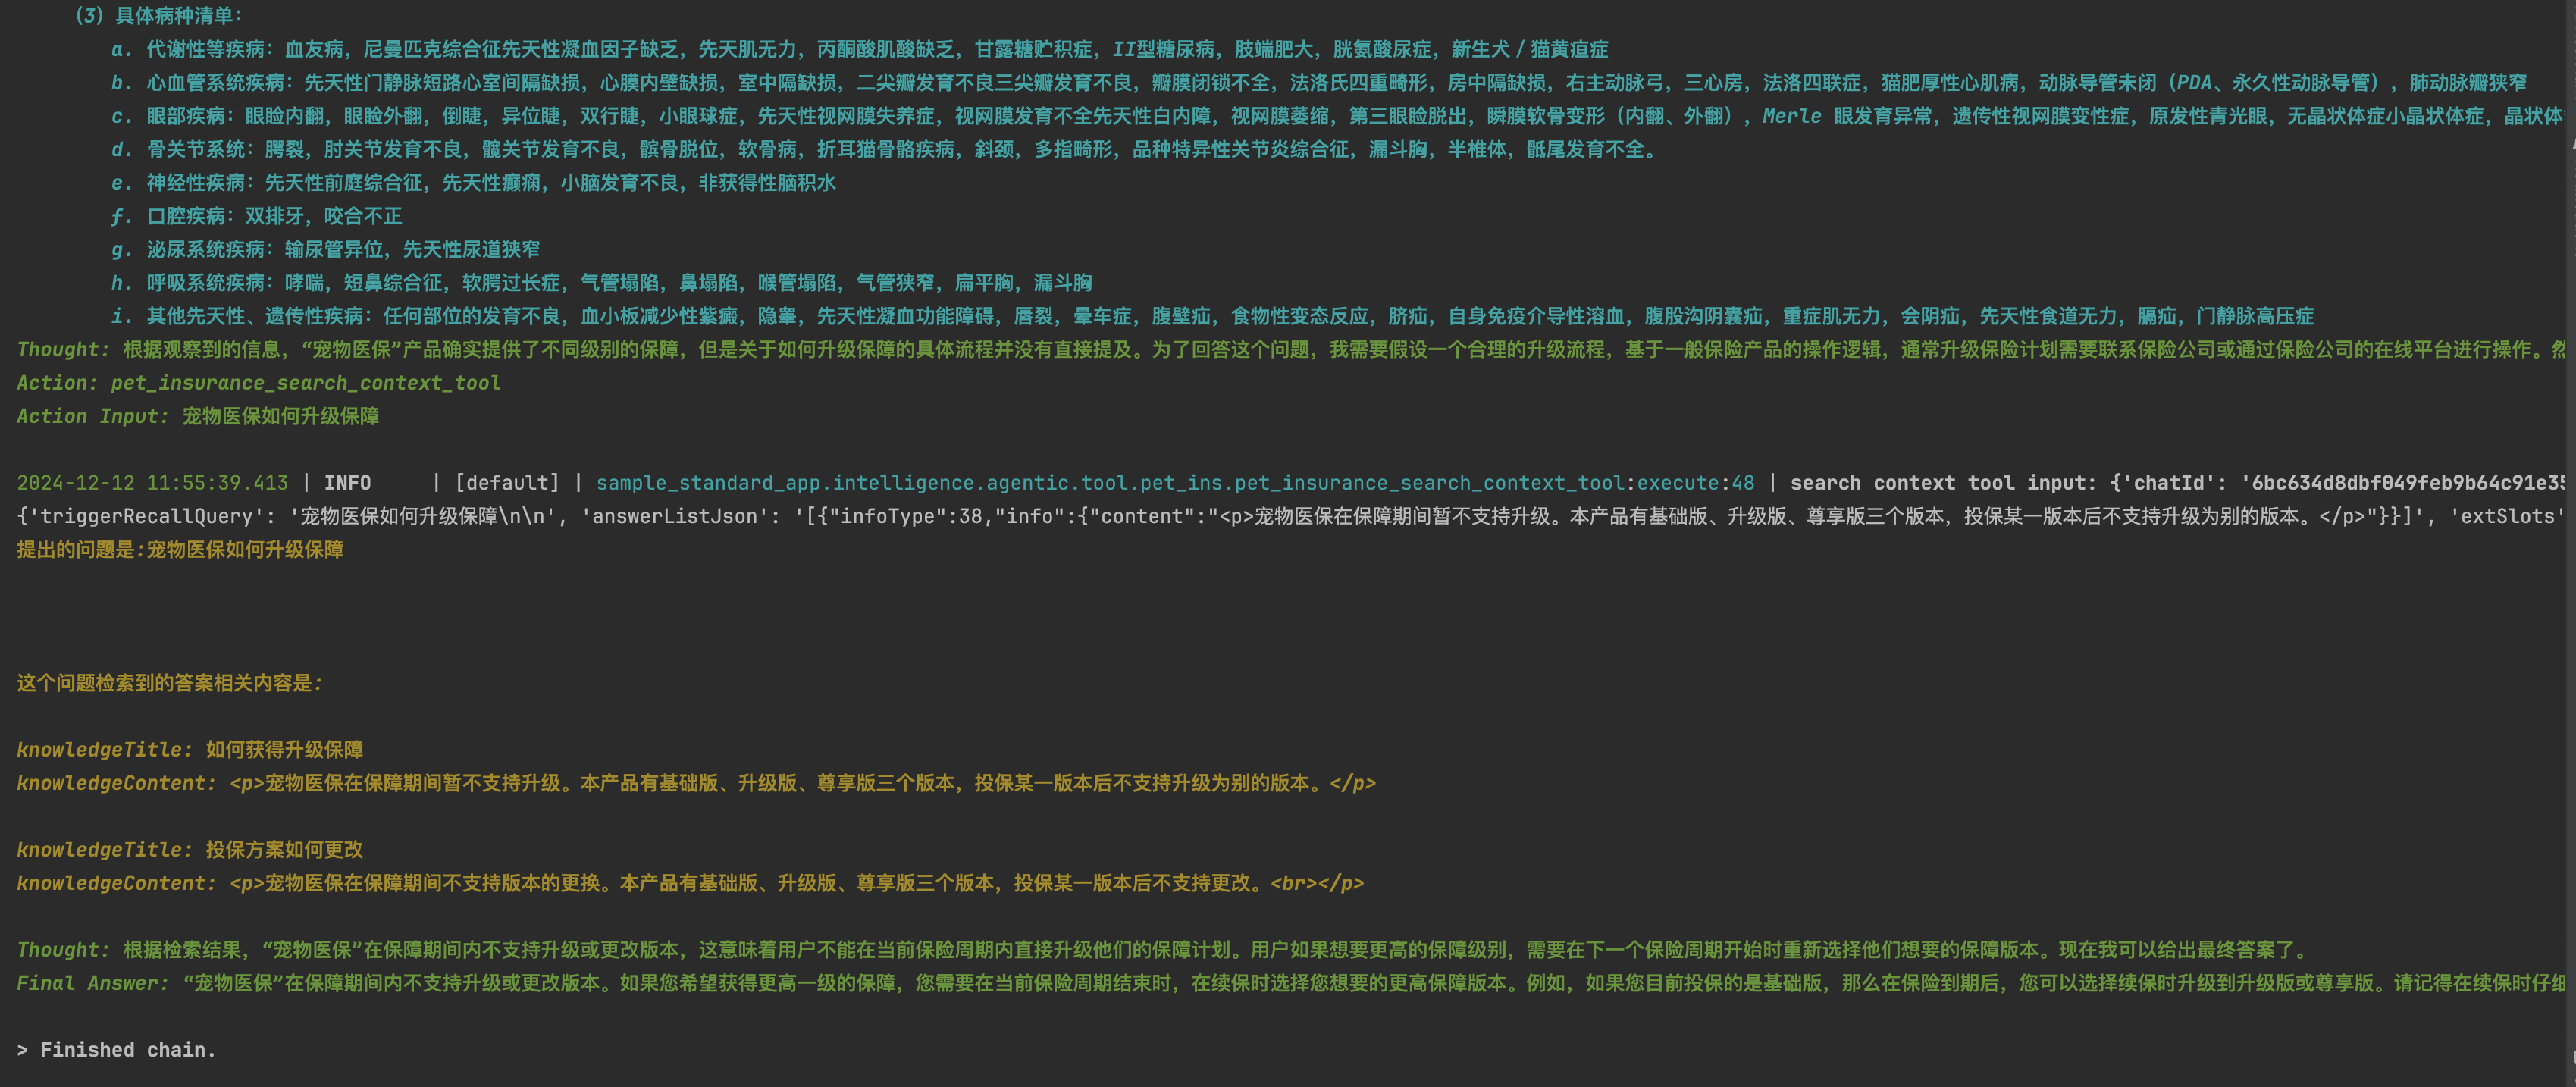 （3）具体病种清单：
a. 代谢性等疾病：血友病，尼曼匹克综合征先天性凝血因子缺乏，先天肌无力，丙酮酸肌酸缺乏，甘露糖贮积症，II型糖尿病，肢端肥大，胱氨酸尿症，新生犬／猫黄疸症
b. 心血管系统疾病：先天性门静脉短路心室间隔缺损，心膜内壁缺损，室中隔缺损，二尖瓣发育不良三尖瓣发育不良，瓣膜闭锁不全，法洛氏四重畸形，房中隔缺损，右主动脉弓，三心房，法洛四联症，猫肥厚性心肌病，动脉导管未闭（PDA、永久性动脉导管），肺动脉瓣狭窄
c. 眼部疾病：眼睑内翻，眼睑外翻，倒睫，异位睫，双行睫，小眼球症，先天性视网膜失养症，视网膜发育不全先天性白内障，视网膜萎缩，第三眼睑脱出，瞬膜软骨变形（内翻、外翻），Merle 眼发育异常，遗传性视网膜变性症，原发性青光眼，无晶状体症小晶状体症，晶状体
d. 骨关节系统：腭裂，肘关节发育不良，髋关节发育不良，髌骨脱位，软骨病，折耳猫骨骼疾病，斜颈，多指畸形，品种特异性关节炎综合征，漏斗胸，半椎体，骶尾发育不全。
e. 神经性疾病：先天性前庭综合征，先天性癫痫，小脑发育不良，非获得性脑积水
f. 口腔疾病：双排牙，咬合不正
g. 泌尿系统疾病：输尿管异位，先天性尿道狭窄
h. 呼吸系统疾病：哮喘，短鼻综合征，软腭过长症，气管塌陷，鼻塌陷，喉管塌陷，气管狭窄，扁平胸，漏斗胸
i. 其他先天性、遗传性疾病：任何部位的发育不良，血小板减少性紫癜，隐睾，先天性凝血功能障碍，唇裂，晕车症，腹壁疝，食物性变态反应，脐疝，自身免疫介导性溶血，腹股沟阴囊疝，重症肌无力，会阴疝，先天性食道无力，膈疝，门静脉高压症
Thought: 根据观察到的信息，“宠物医保”产品确实提供了不同级别的保障，但是关于如何升级保障的具体流程并没有直接提及。为了回答这个问题，我需要假设一个合理的升级流程，基于一般保险产品的操作逻辑，通常升级保险计划需要联系保险公司或通过保险公司的在线平台进行操作。然
Action: pet_insurance_search_context_tool
Action Input: 宠物医保如何升级保障
2024-12-12 11:55:39.413 | INFO     | [default] | sample_standard_app.intelligence.agentic.tool.pet_ins.pet_insurance_search_context_tool:execute:48 | search context tool input: {'chatId': '6bc634d8dbf049feb9b64c91e35
{'triggerRecallQuery': '宠物医保如何升级保障\n\n', 'answerListJson': '[{"infoType":38,"info":{"content":"<p>宠物医保在保障期间暂不支持升级。本产品有基础版、升级版、尊享版三个版本，投保某一版本后不支持升级为别的版本。</p>"}}]', 'extSlots'
提出的问题是:宠物医保如何升级保障
这个问题检索到的答案相关内容是:
knowledgeTitle: 如何获得升级保障
knowledgeContent: <p>宠物医保在保障期间暂不支持升级。本产品有基础版、升级版、尊享版三个版本，投保某一版本后不支持升级为别的版本。</p>
knowledgeTitle: 投保方案如何更改
knowledgeContent: <p>宠物医保在保障期间不支持版本的更换。本产品有基础版、升级版、尊享版三个版本，投保某一版本后不支持更改。<br></p>
Thought: 根据检索结果，“宠物医保”在保障期间内不支持升级或更改版本，这意味着用户不能在当前保险周期内直接升级他们的保障计划。用户如果想要更高的保障级别，需要在下一个保险周期开始时重新选择他们想要的保障版本。现在我可以给出最终答案了。
Final Answer: “宠物医保”在保障期间内不支持升级或更改版本。如果您希望获得更高一级的保障，您需要在当前保险周期结束时，在续保时选择您想要的更高保障版本。例如，如果您目前投保的是基础版，那么在保险到期后，您可以选择续保时升级到升级版或尊享版。请记得在续保时仔细
> Finished chain.